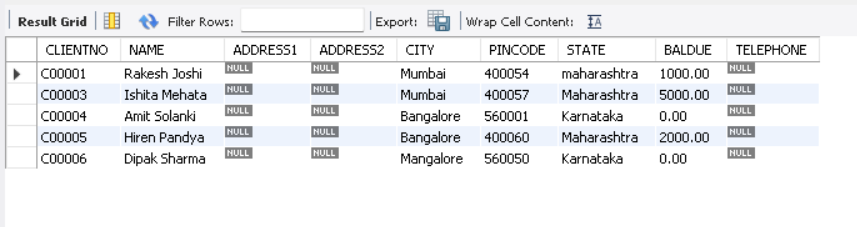 Result Grid Filter Rows: Export: Wrap Cell Content: IA
CLIENTNO NAME ADDRESS1 ADDRESS2 CITY PINCODE STATE BALDUE TELEPHONE
C00001 Rakesh Joshi NULL NULL Mumbai 400054 maharashtra 1000.00 NULL
C00003 Ishita Mehata NULL NULL Mumbai 400057 Maharashtra 5000.00 NULL
C00004 Amit Solanki NULL NULL Bangalore 560001 Karnataka 0.00 NULL
C00005 Hiren Pandya NULL NULL Bangalore 400060 Maharashtra 2000.00 NULL
C00006 Dipak Sharma NULL NULL Mangalore 560050 Karnataka 0.00 NULL